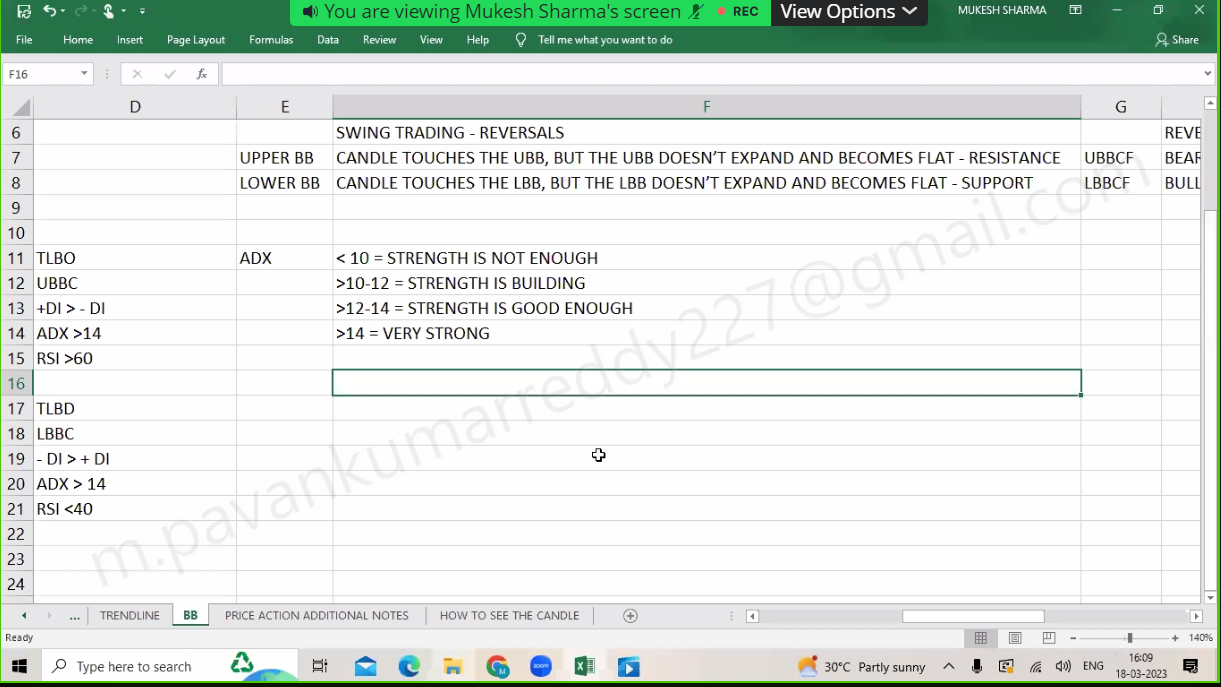 You are viewing Mukesh Sharma's screen REC View Options MUKESH SHARMA
File Home Insert Page Layout Formulas Data Review View Help Tell me what you want to do Share
F16 fx
D E F G
6 SWING TRADING - REVERSALS REVE
7 UPPER BB CANDLE TOUCHES THE UBB, BUT THE UBB DOESN'T EXPAND AND BECOMES FLAT - RESISTANCE UBBCF BEAR
8 LOWER BB CANDLE TOUCHES THE LBB, BUT THE LBB DOESN'T EXPAND AND BECOMES FLAT - SUPPORT LBBCF BULL
9
10
11 TLBO ADX < 10 = STRENGTH IS NOT ENOUGH
12 UBBC >10-12 = STRENGTH IS BUILDING
13 +DI > - DI >12-14 = STRENGTH IS GOOD ENOUGH
14 ADX >14 >14 = VERY STRONG
15 RSI >60
16
17 TLBD
18 LBBC
19 - DI > + DI
20 ADX > 14
21 RSI <40
22
23
24
m.pavankumarreddy227@gmail.com
... TRENDLINE BB PRICE ACTION ADDITIONAL NOTES HOW TO SEE THE CANDLE
Ready 140%
Type here to search zoom 30°C Partly sunny ENG 16:09
18-03-2023